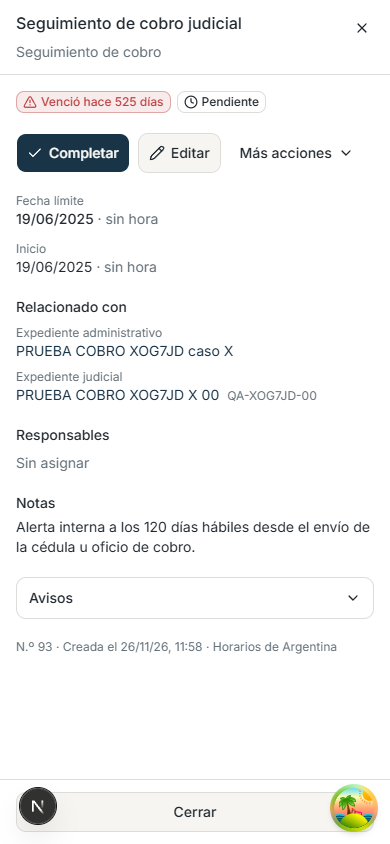 Seguimiento de cobro judicial
Seguimiento de cobro
Venció hace 525 días
Pendiente
Completar
Editar
Más acciones
Fecha límite
19/06/2025 · sin hora
Inicio
19/06/2025 · sin hora
Relacionado con
Expediente administrativo
PRUEBA COBRO XOG7JD caso X
Expediente judicial
PRUEBA COBRO XOG7JD X 00 QA-XOG7JD-00
Responsables
Sin asignar
Notas
Alerta interna a los 120 días hábiles desde el envío de
la cédula u oficio de cobro.
Avisos
N.º 93 · Creada el 26/11/26, 11:58 · Horarios de Argentina
N
Cerrar